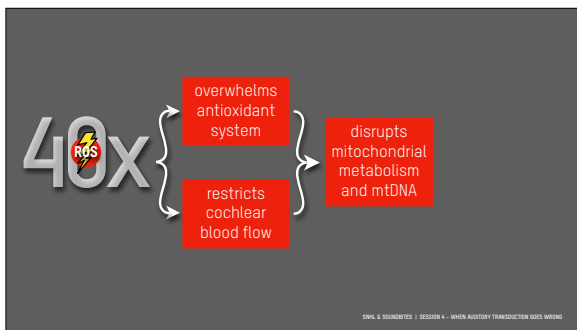 40x
ROS
overwhelms
antioxidant
system
restricts
cochlear
blood flow
disrupts
mitochondrial
metabolism
and mtDNA
SNHL & SOUNDBITES | SESSION 4 – WHEN AUDITORY TRANSDUCTION GOES WRONG